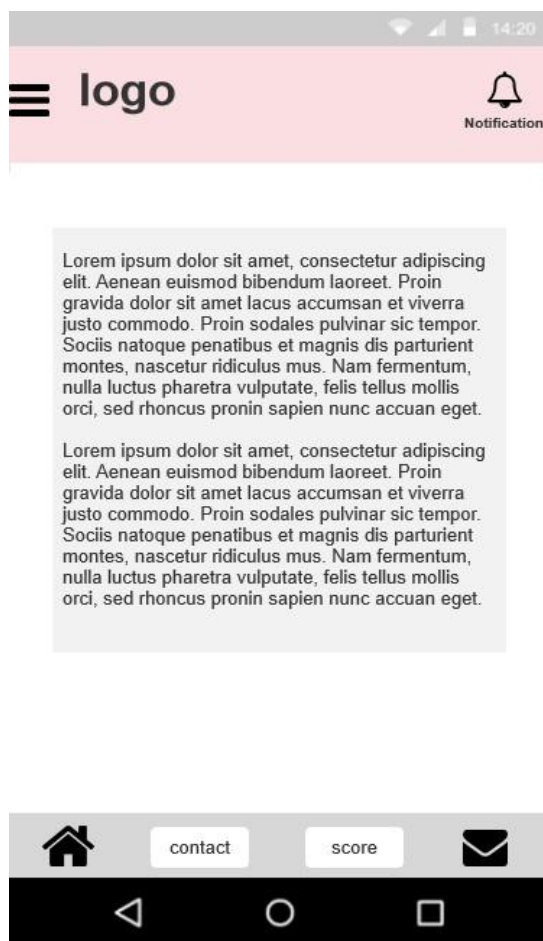 14:20
logo
Notification
Lorem ipsum dolor sit amet, consectetur adipiscing
elit. Aenean euismod bibendum laoreet. Proin
gravida dolor sit amet lacus accumsan et viverra
justo commodo. Proin sodales pulvinar sic tempor.
Sociis natoque penatibus et magnis dis parturient
montes, nascetur ridiculus mus. Nam fermentum,
nulla luctus pharetra vulputate, felis tellus mollis
orci, sed rhoncus pronin sapien nunc accuan eget.
Lorem ipsum dolor sit amet, consectetur adipiscing
elit. Aenean euismod bibendum laoreet. Proin
gravida dolor sit amet lacus accumsan et viverra
justo commodo. Proin sodales pulvinar sic tempor.
Sociis natoque penatibus et magnis dis parturient
montes, nascetur ridiculus mus. Nam fermentum,
nulla luctus pharetra vulputate, felis tellus mollis
orci, sed rhoncus pronin sapien nunc accuan eget.
contact
score